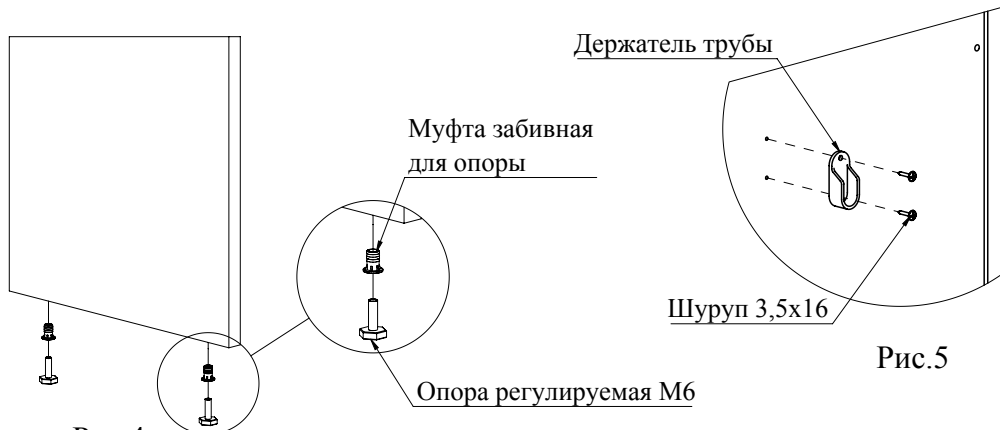 Держатель трубы
Муфта забивная
для опоры
Шуруп 3,5х16
Рис.5
Опора регулируемая М6